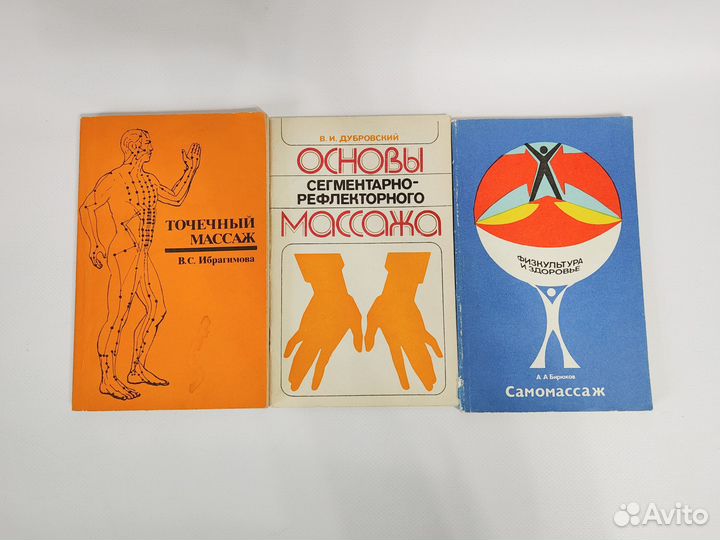 ТОЧЕЧНЫЙ
МАССАЖ
В.С. Ибрагимова
В. И. ДУБРОВСКИЙ
ОСНОВЫ
СЕГМЕНТАРНО-
РЕФЛЕКТОРНОГО
МАССАЖА
ФИЗКУЛЬТУРА
И ЗДОРОВЬЕ
А. А Бирюков
Самомассаж
Avito